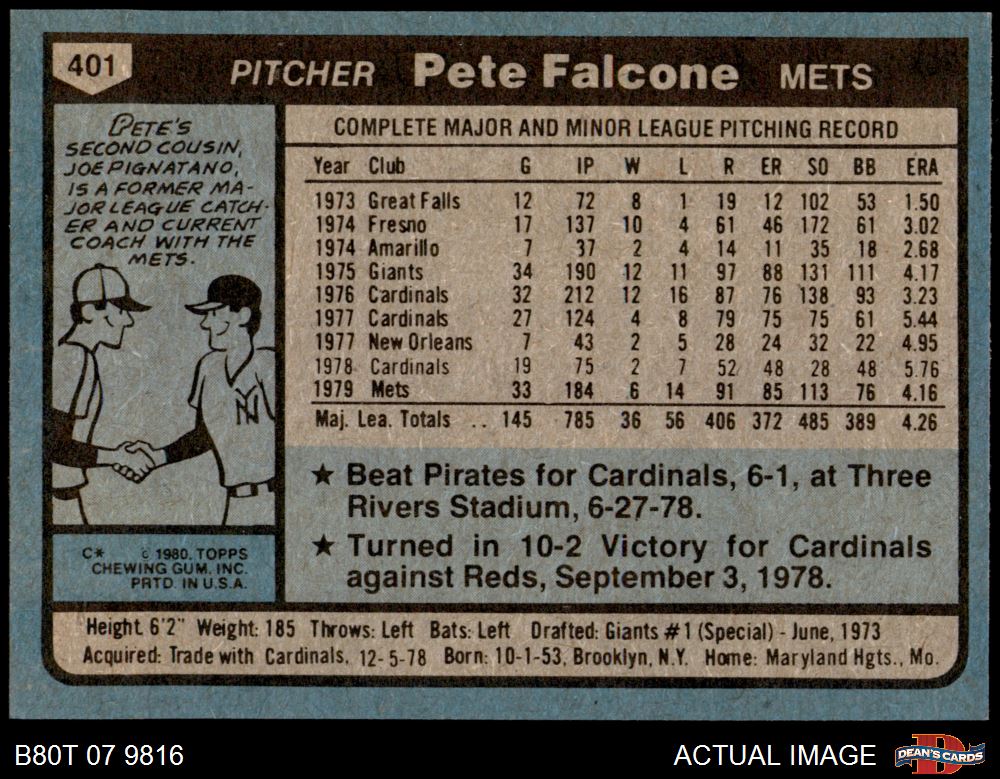 401
PITCHER Pete Falcone METS
PETE'S
SECOND COUSIN,
JOE PIGNATANO,
IS A FORMER MA-
JOR LEAGUE CATCH-
ER AND CURRENT
COACH WITH THE
METS.
NY
C* © 1980. TOPPS
CHEWING GUM. INC.
PRTD. IN U.S.A.
COMPLETE MAJOR AND MINOR LEAGUE PITCHING RECORD
Year Club G IP W L R ER SO BB ERA
1973 Great Falls 12 72 8 1 19 12 102 53 1.50
1974 Fresno 17 137 10 4 61 46 172 61 3.02
1974 Amarillo 7 37 2 4 14 11 35 18 2.68
1975 Giants 34 190 12 11 97 88 131 111 4.17
1976 Cardinals 32 212 12 16 87 76 138 93 3.23
1977 Cardinals 27 124 4 8 79 75 75 61 5.44
1977 New Orleans 7 43 2 5 28 24 32 22 4.95
1978 Cardinals 19 75 2 7 52 48 28 48 5.76
1979 Mets 33 184 6 14 91 85 113 76 4.16
Maj. Lea. Totals .. 145 785 36 56 406 372 485 389 4.26
★ Beat Pirates for Cardinals, 6-1, at Three
Rivers Stadium, 6-27-78.
★ Turned in 10-2 Victory for Cardinals
against Reds, September 3, 1978.
Height: 6'2" Weight: 185 Throws: Left Bats: Left Drafted: Giants #1 (Special) - June, 1973
Acquired: Trade with Cardinals, 12-5-78 Born: 10-1-53, Brooklyn, N.Y. Home: Maryland Hgts., Mo.
B80T 07 9816 ACTUAL IMAGE D DEAN'S CARDS